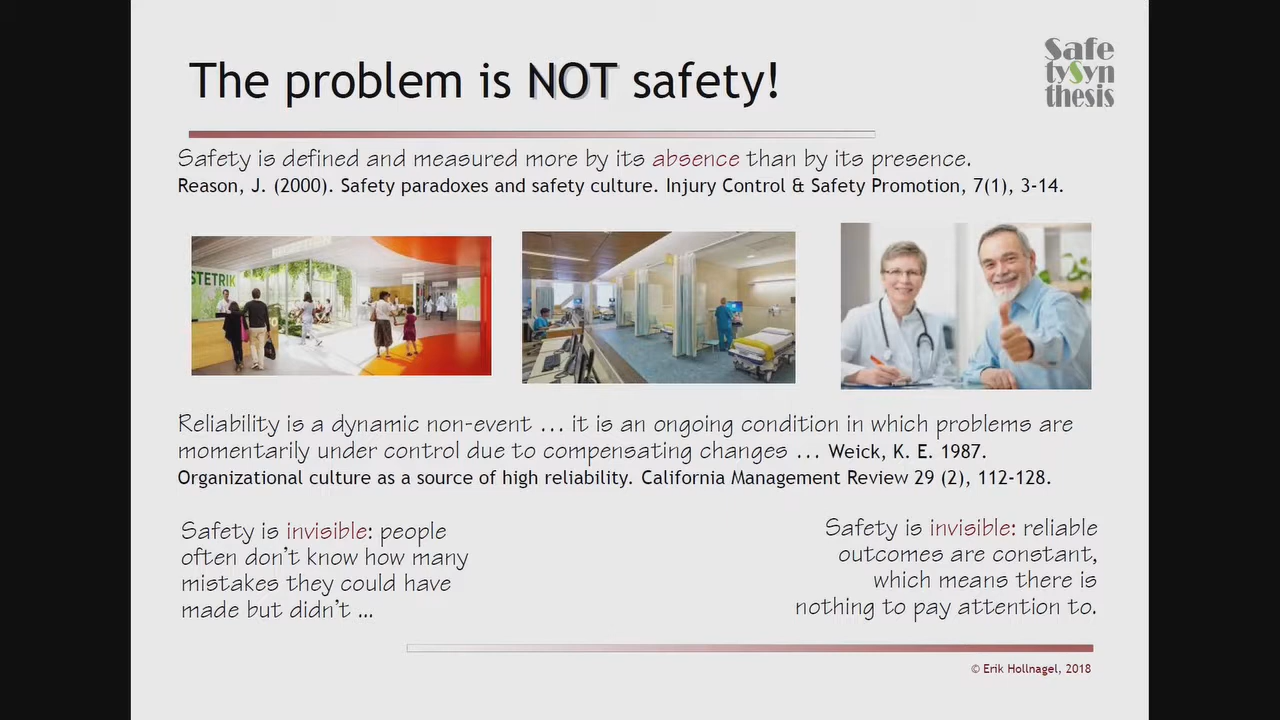 The problem is NOT safety!
Safe
tySyn
thesis
Safety is defined and measured more by its absence than by its presence.
Reason, J. (2000). Safety paradoxes and safety culture. Injury Control & Safety Promotion, 7(1), 3-14.
STETRIK
Reliability is a dynamic non-event ... it is an ongoing condition in which problems are
momentarily under control due to compensating changes ... Weick, K. E. 1987.
Organizational culture as a source of high reliability. California Management Review 29 (2), 112-128.
Safety is invisible: people
often don't know how many
mistakes they could have
made but didn't ...
Safety is invisible: reliable
outcomes are constant,
which means there is
nothing to pay attention to.
© Erik Hollnagel, 2018